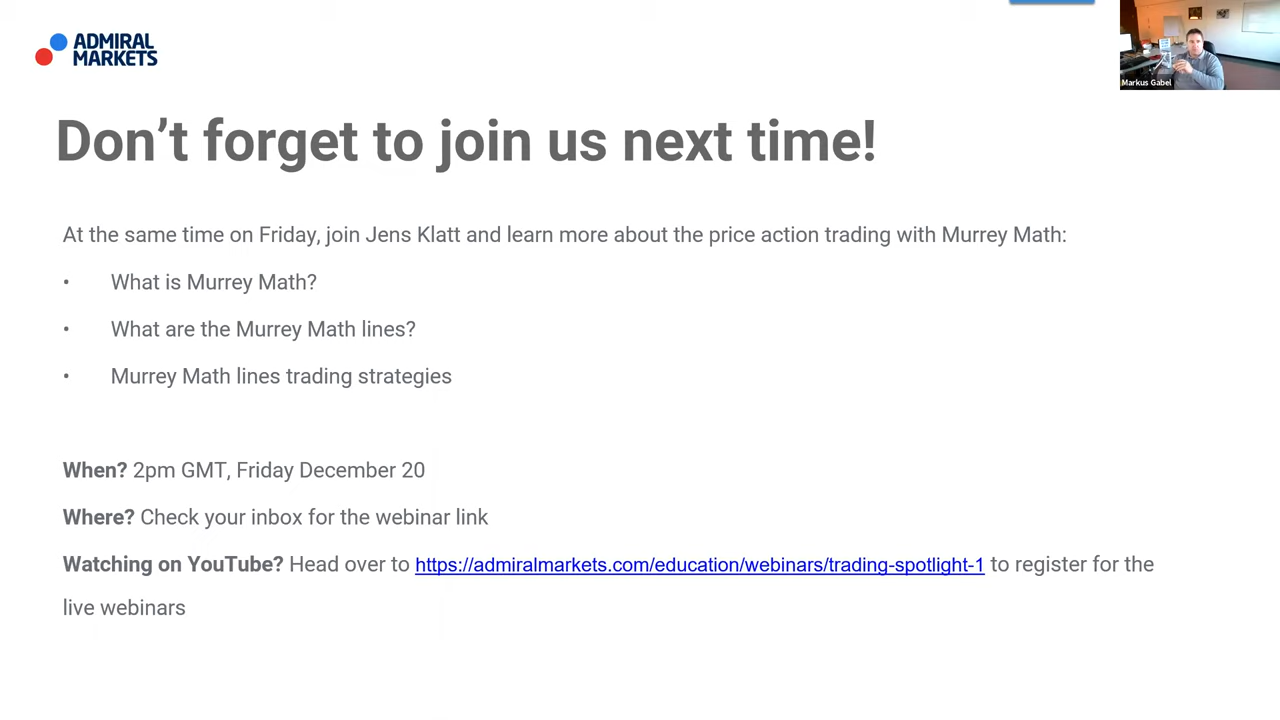 ADMIRAL
MARKETS
Markus Gabel
Don't forget to join us next time!
At the same time on Friday, join Jens Klatt and learn more about the price action trading with Murrey Math:
• What is Murrey Math?
• What are the Murrey Math lines?
• Murrey Math lines trading strategies
When? 2pm GMT, Friday December 20
Where? Check your inbox for the webinar link
Watching on YouTube? Head over to https://admiralmarkets.com/education/webinars/trading-spotlight-1 to register for the
live webinars